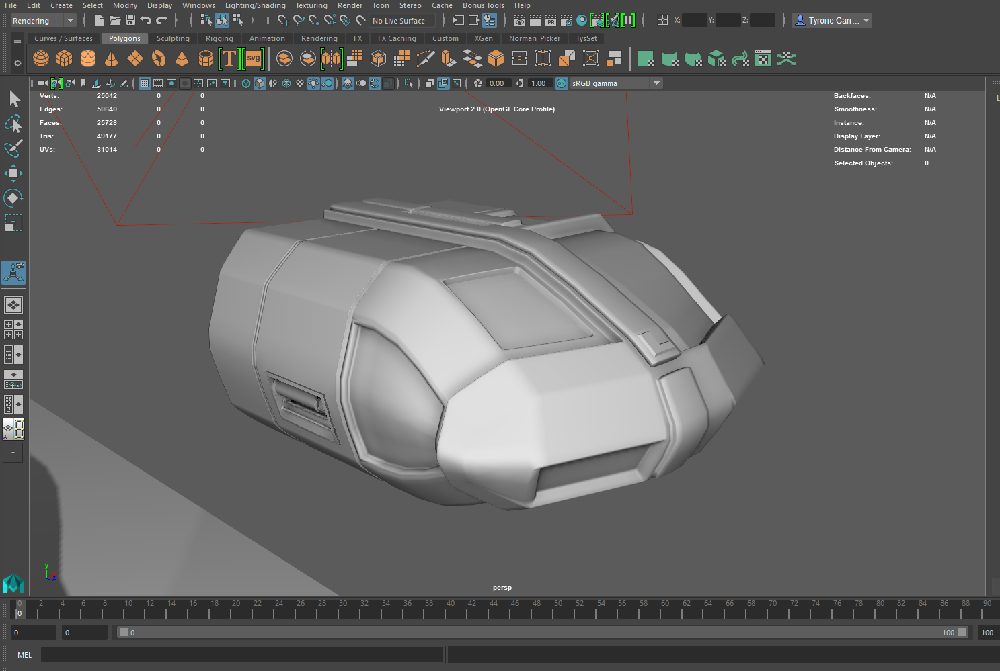 File Edit Create Select Modify Display Windows Lighting/Shading Texturing Render Toon Stereo Cache Bonus Tools Help
Rendering No Live Surface IPR X: Y: Z: Tyrone Carr...
Curves / Surfaces Polygons Sculpting Rigging Animation Rendering FX FX Caching Custom XGen Norman_Picker TysSet
T SVG
0.00 1.00 ON sRGB gamma
Verts: 25042 0 0
Edges: 50640 0 0
Faces: 25728 0 0
Tris: 49177 0 0
UVs: 31014 0 0
Viewport 2.0 (OpenGL Core Profile)
Backfaces: N/A
Smoothness: N/A
Instance: N/A
Display Layer: N/A
Distance From Camera: N/A
Selected Objects: 0
L
y
z
persp
0 2 4 6 8 10 12 14 16 18 20 22 24 26 28 30 32 34 36 38 40 42 44 46 48 50 52 54 56 58 60 62 64 66 68 70 72 74 76 78 80 82 84 86 88 90
0
0 0 0 100 100
MEL